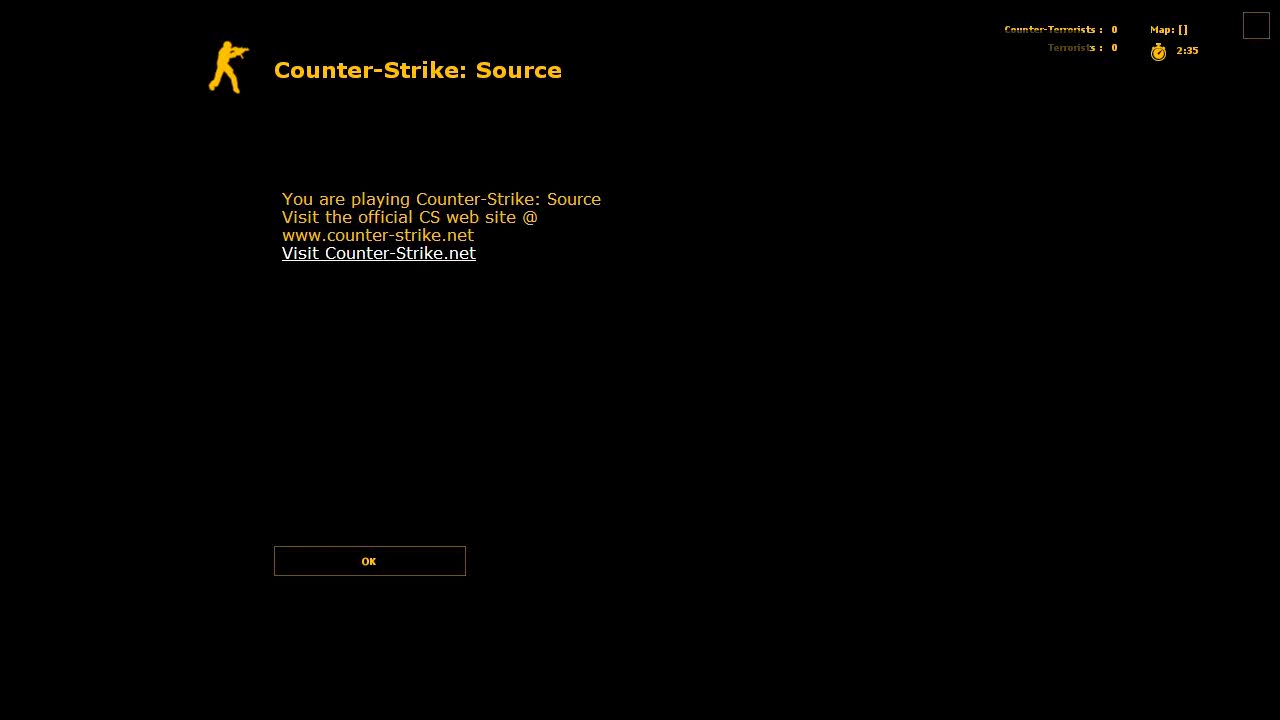 Counter-Strike: Source
Counter-Terrorists : 0
Terrorists : 0
Map: []
2:35
You are playing Counter-Strike: Source
Visit the official CS web site @
www.counter-strike.net
Visit Counter-Strike.net
OK